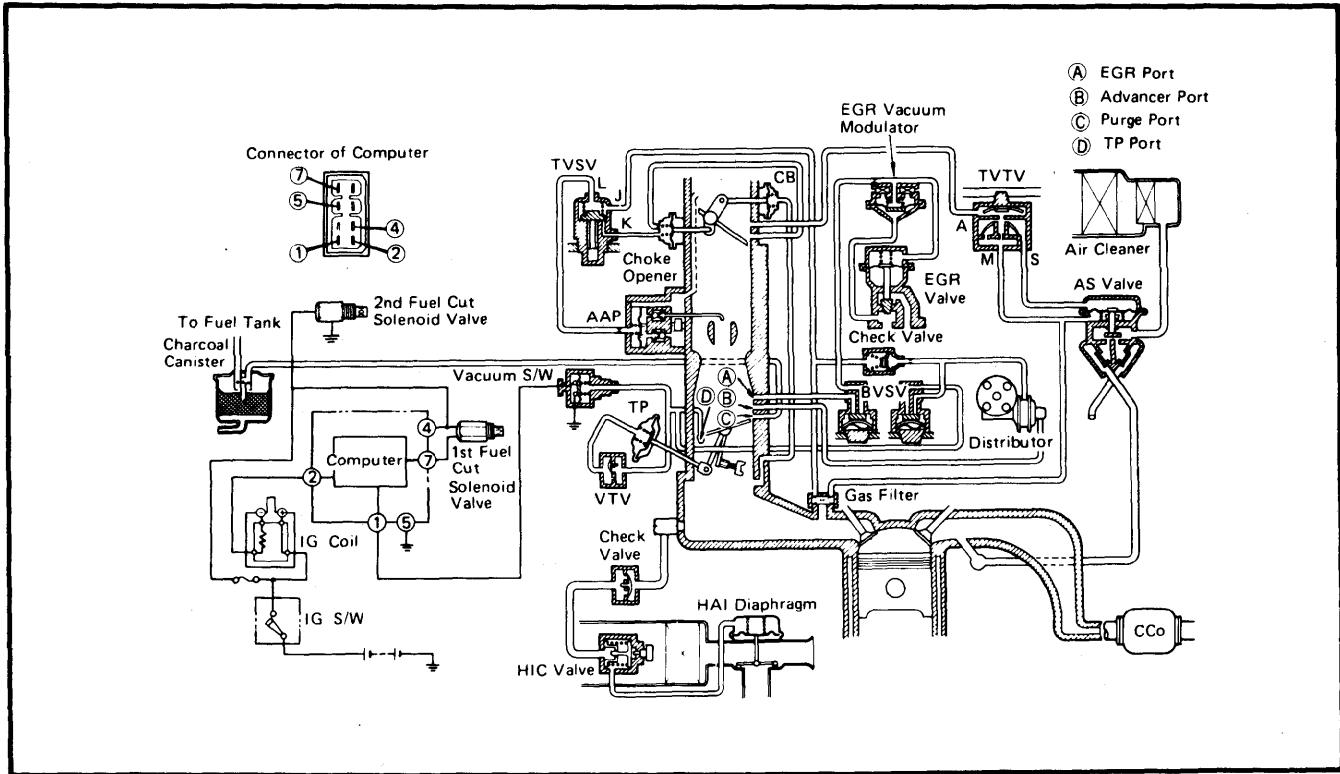 Ⓐ EGR Port
Ⓑ Advancer Port
Ⓒ Purge Port
Ⓓ TP Port
EGR Vacuum
Modulator
Connector of Computer
⑦
⑤
④
①
②
TVSV
L
J
K
CB
TVTV
A
M
S
Air Cleaner
Choke
Opener
EGR
Valve
AS Valve
2nd Fuel Cut
Solenoid Valve
AAP
Check Valve
To Fuel Tank
Charcoal
Canister
Vacuum S/W
Ⓐ
Ⓑ
Ⓒ
Ⓓ
BVSV
TP
Distributor
④
Computer
⑦
1st Fuel
Cut
Solenoid
Valve
②
①
⑤
VTV
Gas Filter
IG Coil
Check
Valve
IG S/W
HAI Diaphragm
HIC Valve
CCo